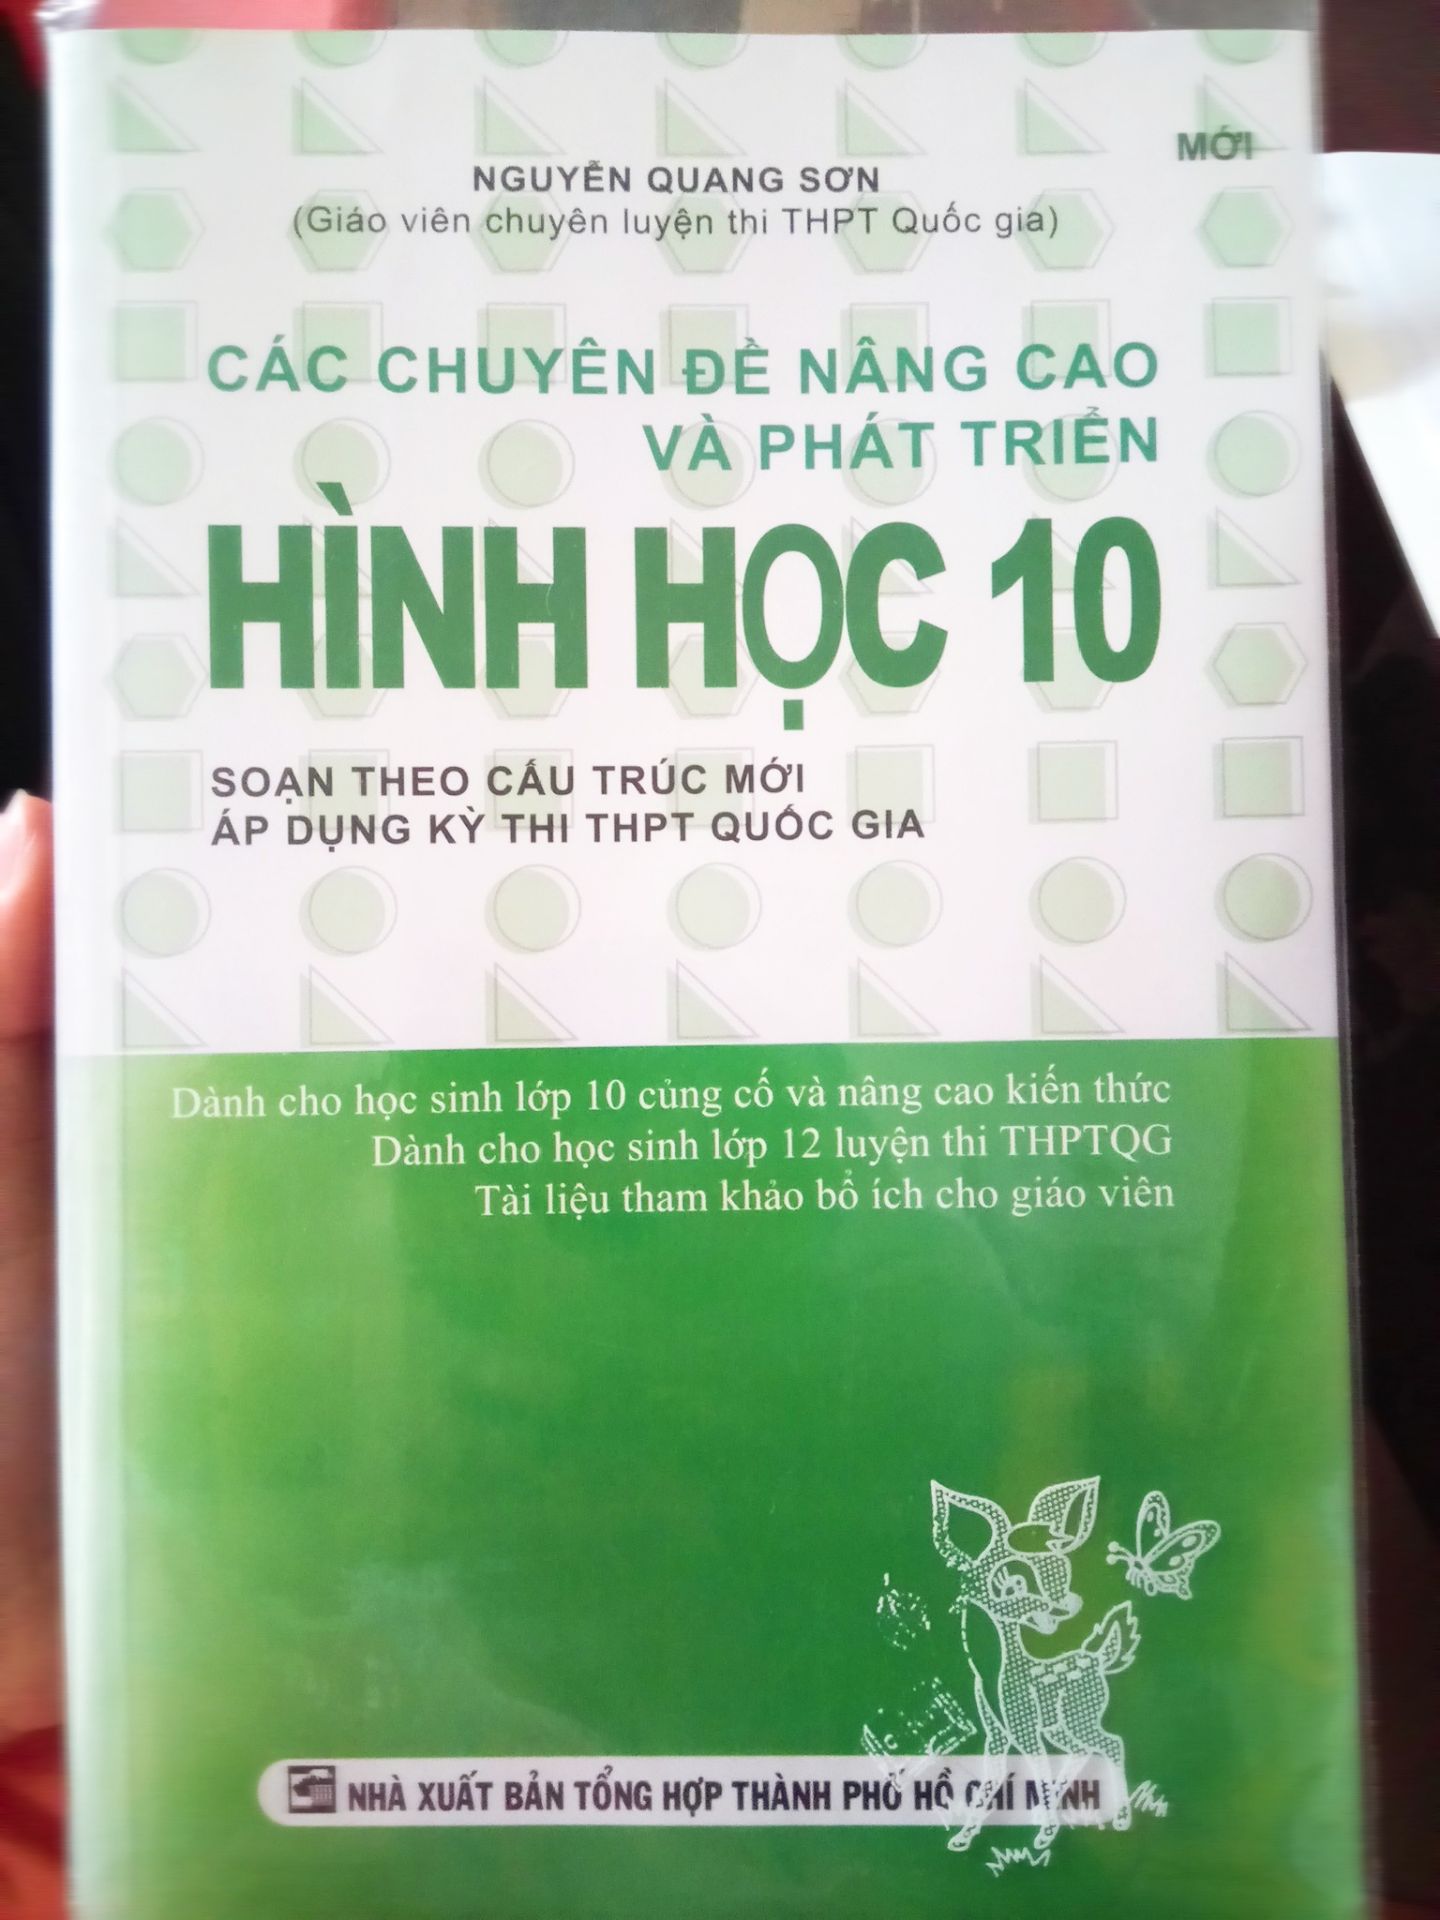 MỚI
NGUYỄN QUANG SƠN
(Giáo viên chuyên luyện thi THPT Quốc gia)
CÁC CHUYÊN ĐỀ NÂNG CAO
VÀ PHÁT TRIỂN
HÌNH HỌC 10
SOẠN THEO CẤU TRÚC MỚI
ÁP DỤNG KỲ THI THPT QUỐC GIA
Dành cho học sinh lớp 10 củng cố và nâng cao kiến thức
Dành cho học sinh lớp 12 luyện thi THPTQG
Tài liệu tham khảo bổ ích cho giáo viên
NHÀ XUẤT BẢN TỔNG HỢP THÀNH PHỐ HỒ CHÍ MINH